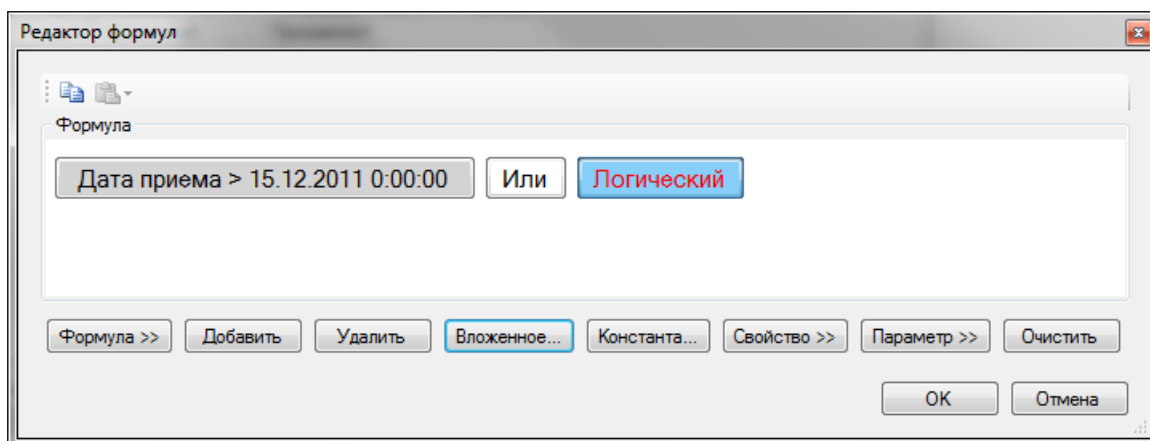 Редактор формул
Формула
Дата приема > 15.12.2011 0:00:00 Или Логический
Формула >> Добавить Удалить Вложенное... Константа... Свойство >> Параметр >> Очистить
ОК Отмена